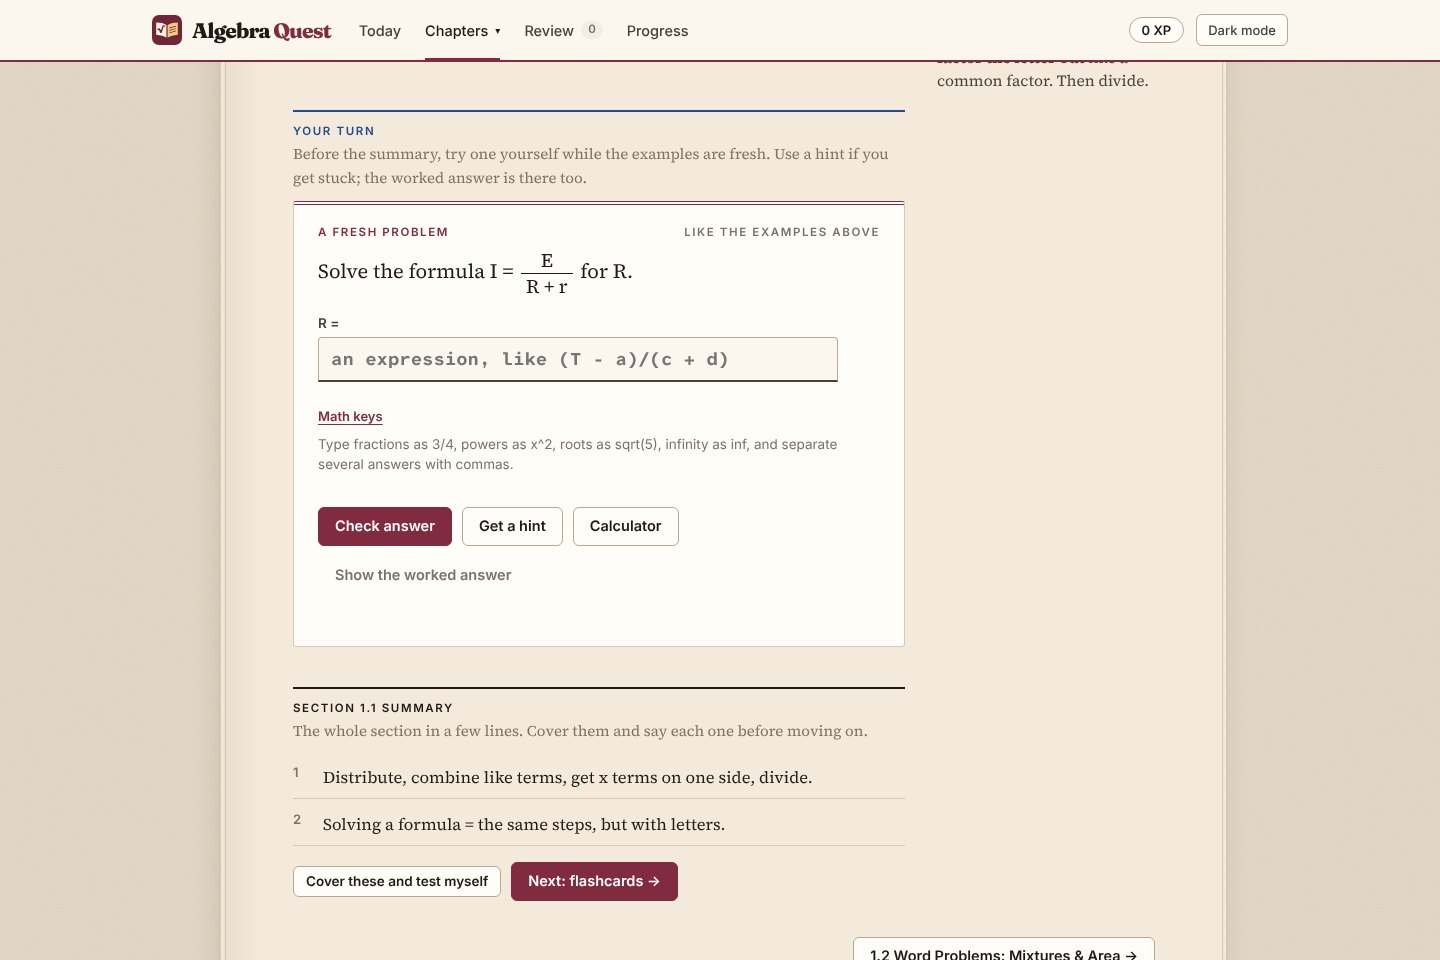 Algebra Quest
Today
Chapters ▾
Review 0
Progress
0 XP
Dark mode
common factor. Then divide.
YOUR TURN
Before the summary, try one yourself while the examples are fresh. Use a hint if you
get stuck; the worked answer is there too.
A FRESH PROBLEM
LIKE THE EXAMPLES ABOVE
Solve the formula I = E / (R + r) for R.
R =
an expression, like (T - a)/(c + d)
Math keys
Type fractions as 3/4, powers as x^2, roots as sqrt(5), infinity as inf, and separate
several answers with commas.
Check answer
Get a hint
Calculator
Show the worked answer
SECTION 1.1 SUMMARY
The whole section in a few lines. Cover them and say each one before moving on.
1 Distribute, combine like terms, get x terms on one side, divide.
2 Solving a formula = the same steps, but with letters.
Cover these and test myself
Next: flashcards →
1.2 Word Problems: Mixtures & Area →